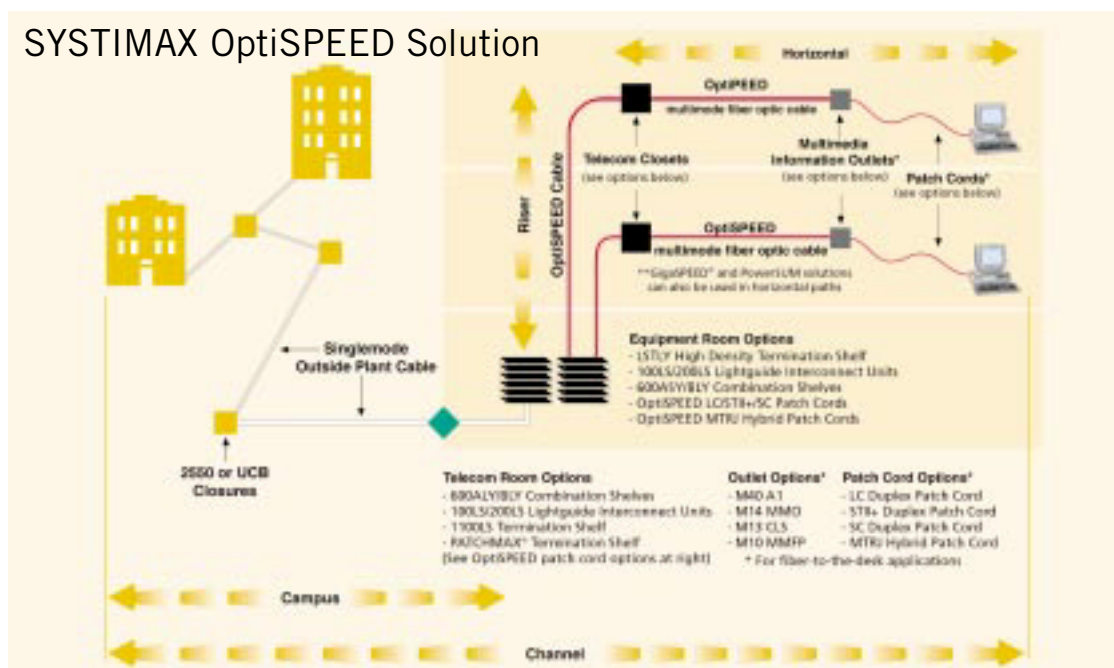 SYSTIMAX OptiSPEED Solution
Horizontal
OptiPEED
multimode fiber optic cable
Telecom Closets
(see options below)
Multimedia
Information Outlets*
(see options below)
Patch Cords*
(see options below)
Riser
OptiSPEED Cable
OptiSPEED
multimode fiber optic cable
**GigaSPEED® and PowerSUM solutions
can also be used in horizontal paths
Singlemode
Outside Plant Cable
2550 or UCB
Closures
Equipment Room Options
- LSTLY High Density Termination Shelf
- 100LS/200LS Lightguide Interconnect Units
- 600ASY/BLY Combination Shelves
- OptiSPEED LC/STII+/SC Patch Cords
- OptiSPEED MTRJ Hybrid Patch Cords
Telecom Room Options
- 600ALY/BLY Combination Shelves
- 100LS/200LS Lightguide Interconnect Units
- 1100LS Termination Shelf
- PATCHMAX® Termination Shelf
(See OptiSPEED patch cord options at right)
Outlet Options*
- M40 A1
- M14 MMO
- M13 CLS
- M10 MMFP
Patch Cord Options*
- LC Duplex Patch Cord
- STII+ Duplex Patch Cord
- SC Duplex Patch Cord
- MTRJ Hybrid Patch Cord
* For fiber-to-the-desk applications
Campus
Channel